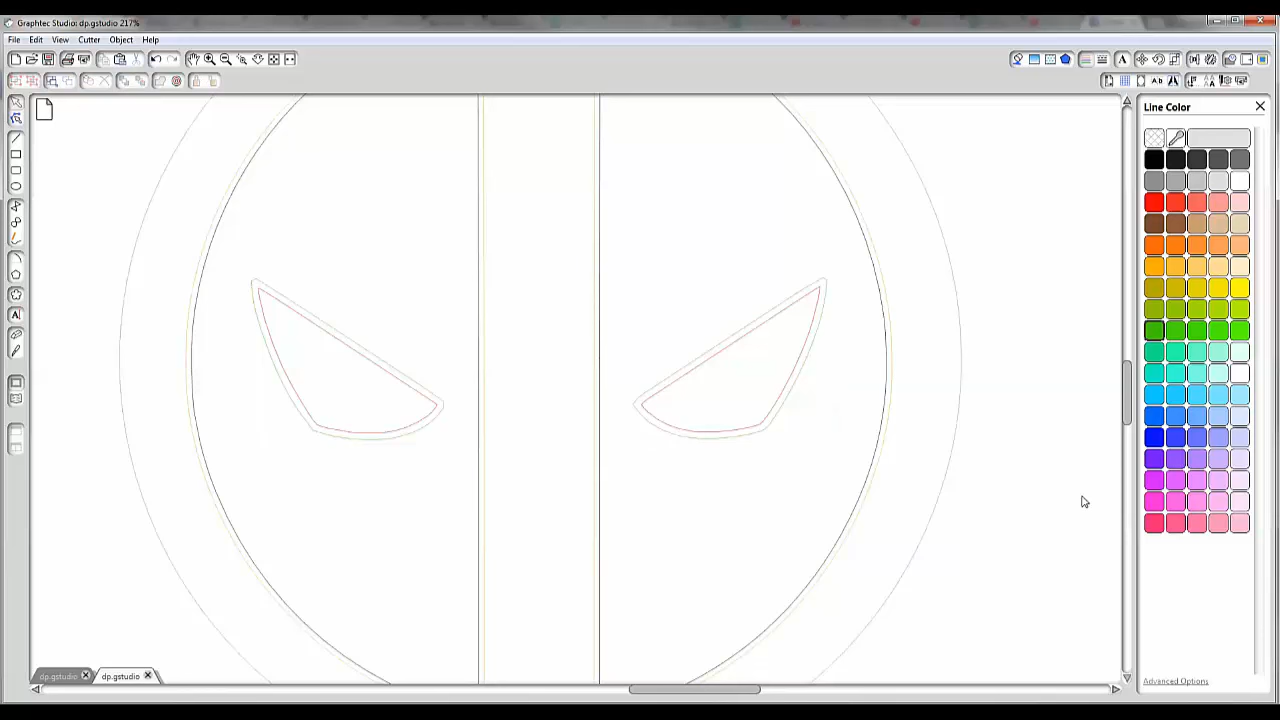 Graphtec Studio: dp.gstudio 217%
File Edit View Cutter Object Help
Line Color
dp.gstudio dp.gstudio
Advanced Options